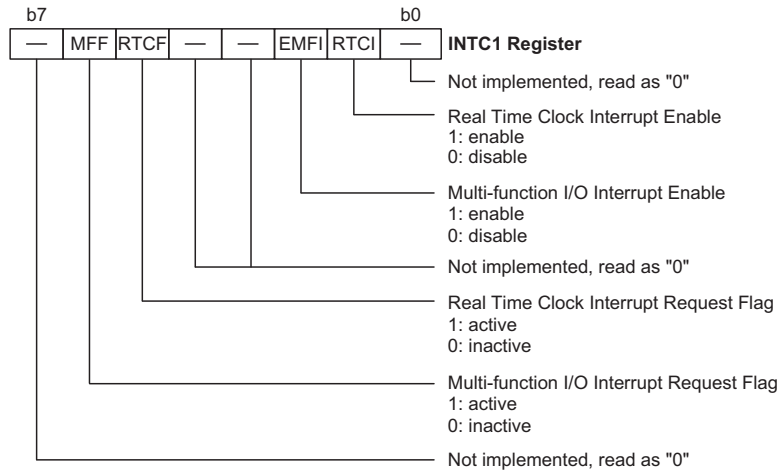 b7 b0
— MFF RTCF — — EMFI RTCI — INTC1 Register
Not implemented, read as "0"
Real Time Clock Interrupt Enable
1: enable
0: disable
Multi-function I/O Interrupt Enable
1: enable
0: disable
Not implemented, read as "0"
Real Time Clock Interrupt Request Flag
1: active
0: inactive
Multi-function I/O Interrupt Request Flag
1: active
0: inactive
Not implemented, read as "0"